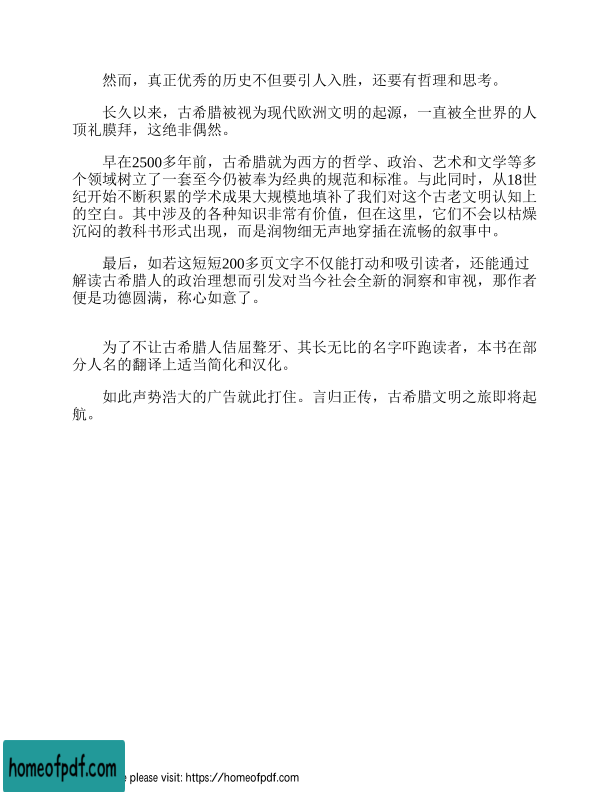 然而，真正优秀的历史不但要引人入胜，还要有哲理和思考。
长久以来，古希腊被视为现代欧洲文明的起源，一直被全世界的人
顶礼膜拜，这绝非偶然。
早在2500多年前，古希腊就为西方的哲学、政治、艺术和文学等多
个领域树立了一套至今仍被奉为经典的规范和标准。与此同时，从18世
纪开始不断积累的学术成果大规模地填补了我们对这个古老文明认知上
的空白。其中涉及的各种知识非常有价值，但在这里，它们不会以枯燥
沉闷的教科书形式出现，而是润物细无声地穿插在流畅的叙事中。
最后，如若这短短200多页文字不仅能打动和吸引读者，还能通过
解读古希腊人的政治理想而引发对当今社会全新的洞察和审视，那作者
便是功德圆满，称心如意了。
为了不让古希腊人佶屈聱牙、其长无比的名字吓跑读者，本书在部
分人名的翻译上适当简化和汉化。
如此声势浩大的广告就此打住。言归正传，古希腊文明之旅即将起
航。
homeofpdf.com
e please visit: https://homeofpdf.com